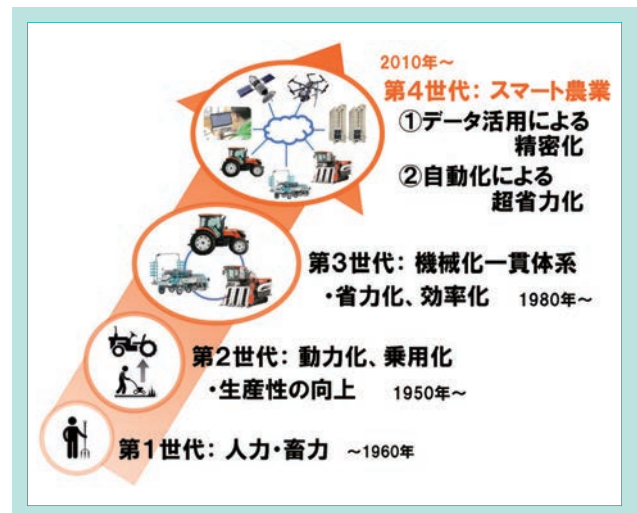 2010年～
第4世代：スマート農業
①データ活用による
精密化
②自動化による
超省力化
第3世代：機械化一貫体系
・省力化、効率化　1980年～
第2世代：動力化、乗用化
・生産性の向上　1950年～
第1世代：人力・畜力　～1960年